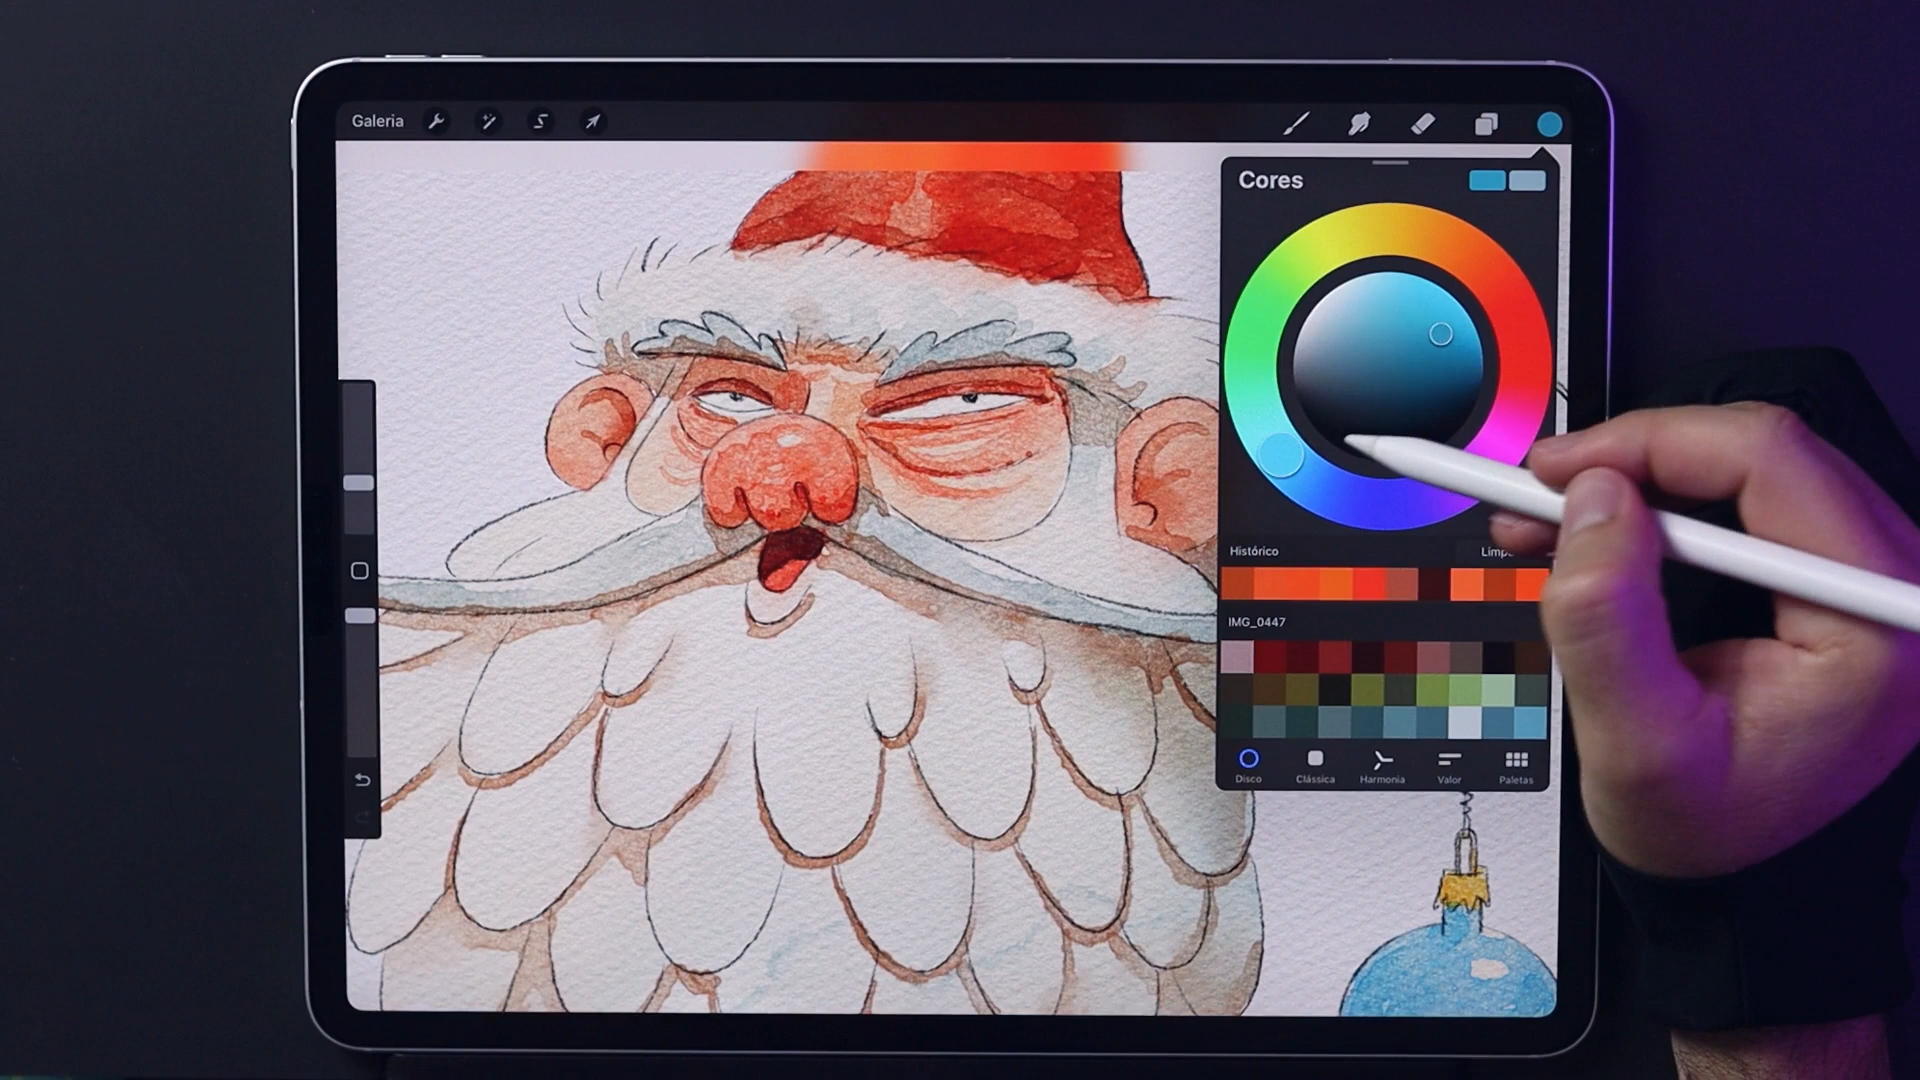 Galeria
Cores
Histórico
IMG_0447
Disco
Clássica
Harmonia
Valor
Paletas